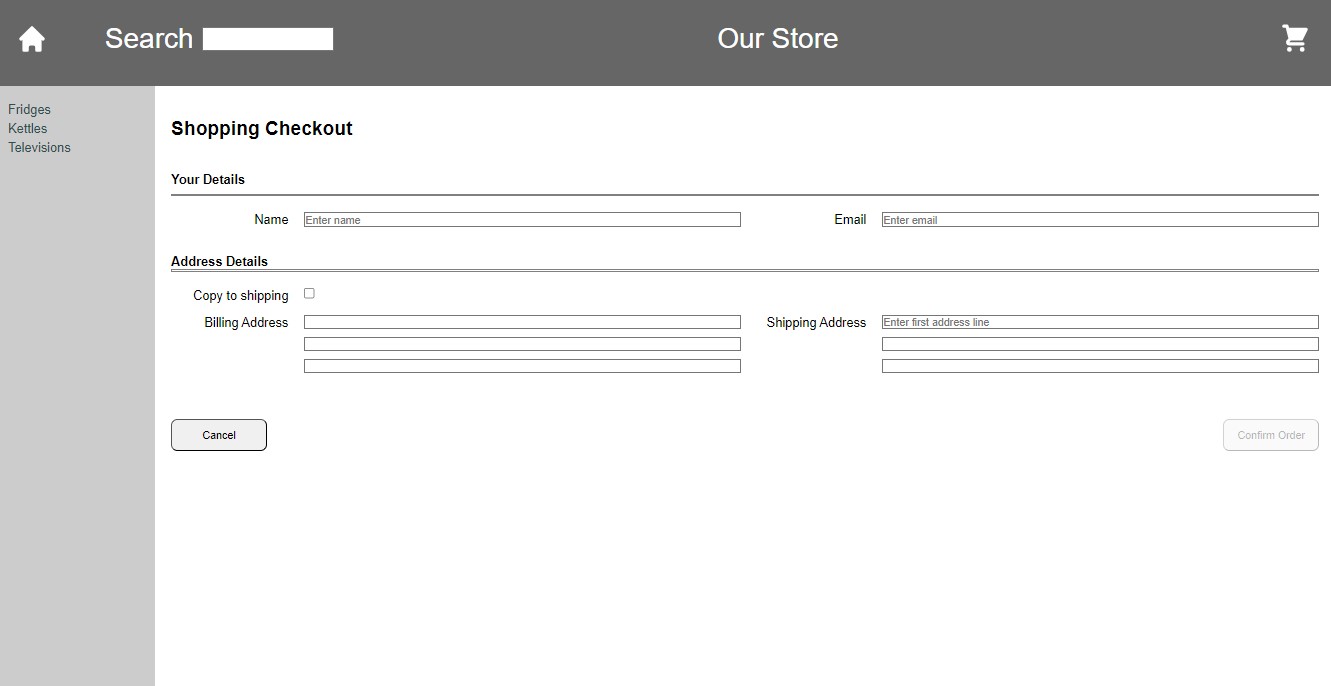 Search
Our Store
Fridges
Kettles
Televisions
Shopping Checkout
Your Details
Name Enter name Email Enter email
Address Details
Copy to shipping
Billing Address Shipping Address Enter first address line
Cancel Confirm Order